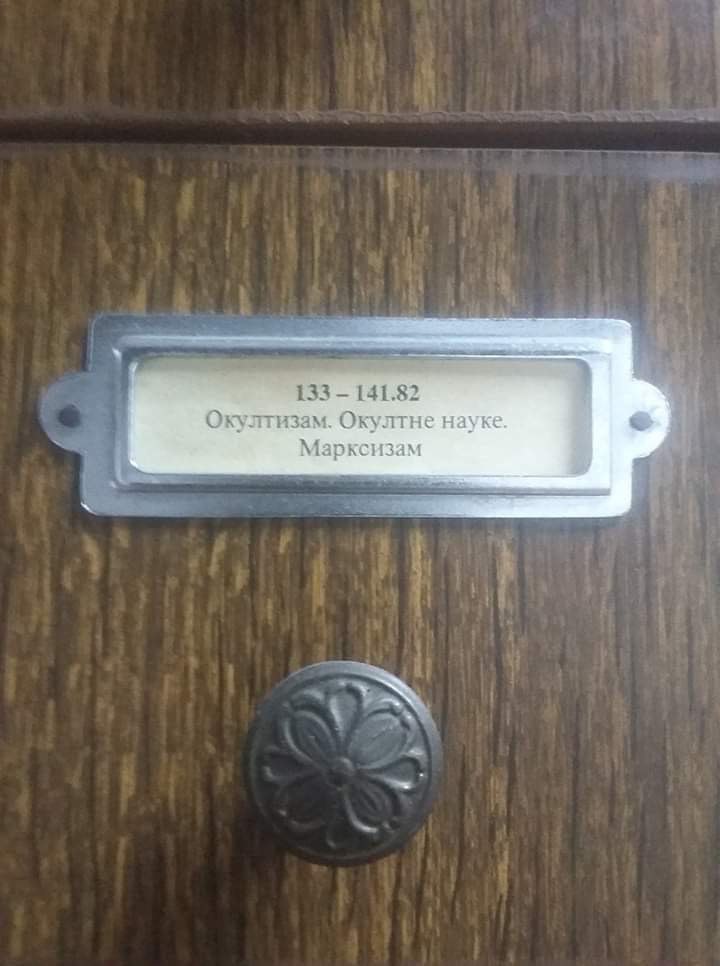 133 – 141.82
Окултизам. Окултне науке.
Марксизам